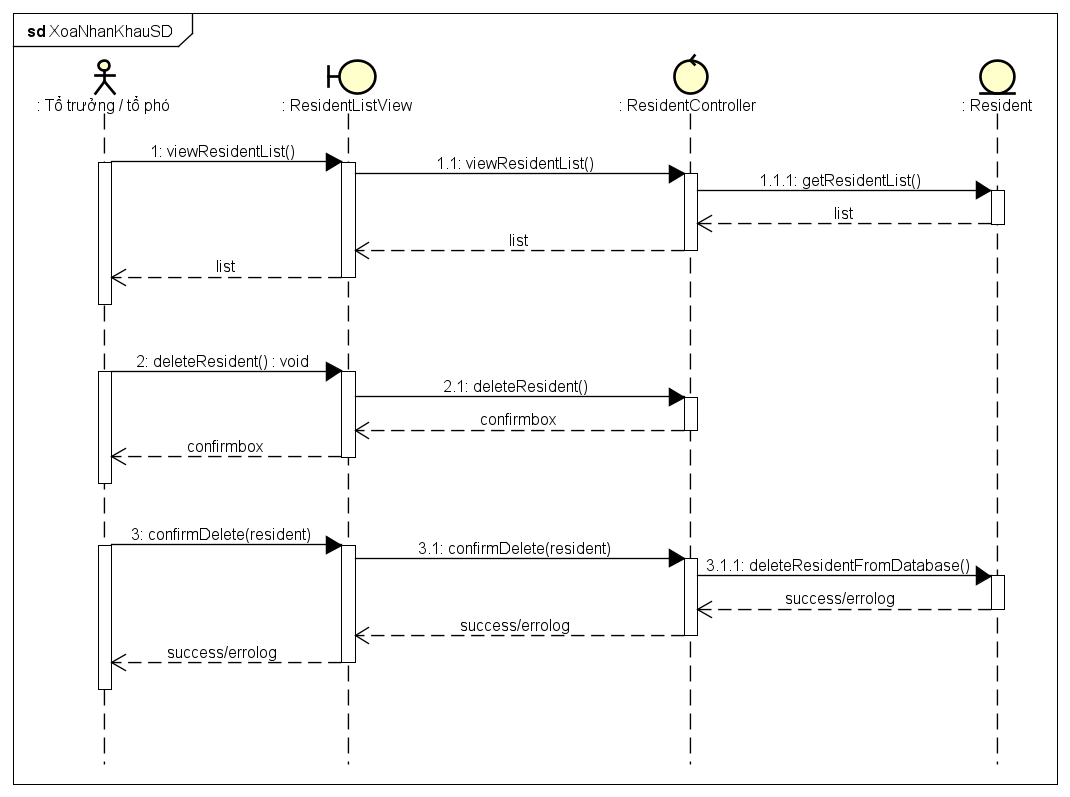 sd XoaNhanKhauSD
: Tổ trưởng / tổ phó
: ResidentListView
: ResidentController
: Resident
1: viewResidentList()
1.1: viewResidentList()
1.1.1: getResidentList()
list
list
list
2: deleteResident() : void
2.1: deleteResident()
confirmbox
confirmbox
3: confirmDelete(resident)
3.1: confirmDelete(resident)
3.1.1: deleteResidentFromDatabase()
success/errolog
success/errolog
success/errolog